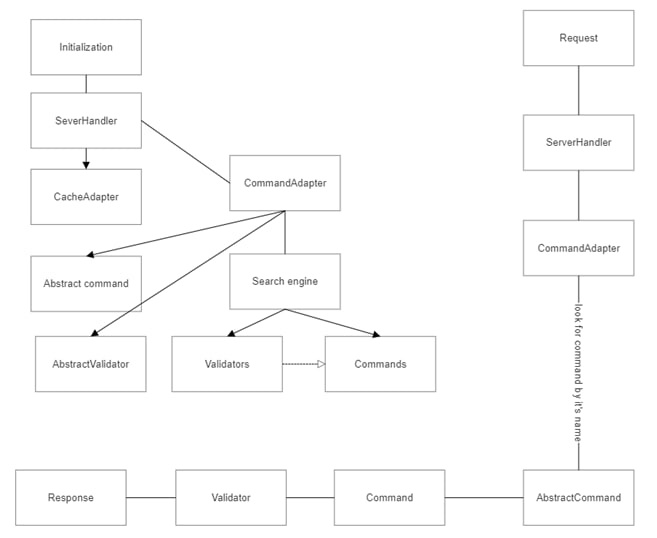 Initialization
SeverHandler
CacheAdapter
CommandAdapter
Abstract command
Search engine
AbstractValidator
Validators
Commands
Request
ServerHandler
CommandAdapter
look for command by it's name
AbstractCommand
Command
Validator
Response